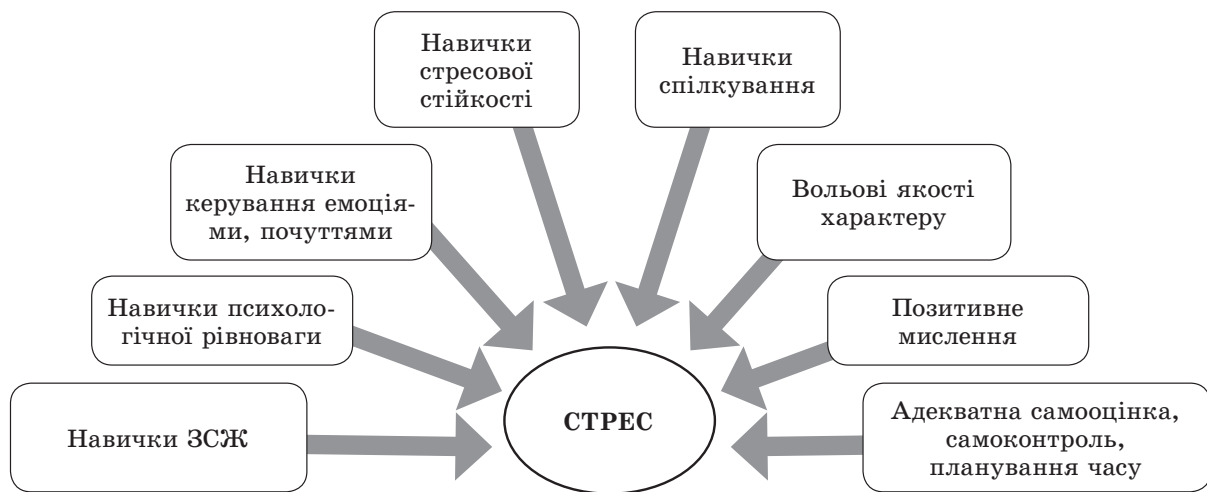 Навички
стресової
стійкості
Навички
спілкування
Навички
керування емоція-
ми, почуттями
Вольові якості
характеру
Навички психоло-
гічної рівноваги
Позитивне
мислення
Навички ЗСЖ
СТРЕС
Адекватна самооцінка,
самоконтроль,
планування часу